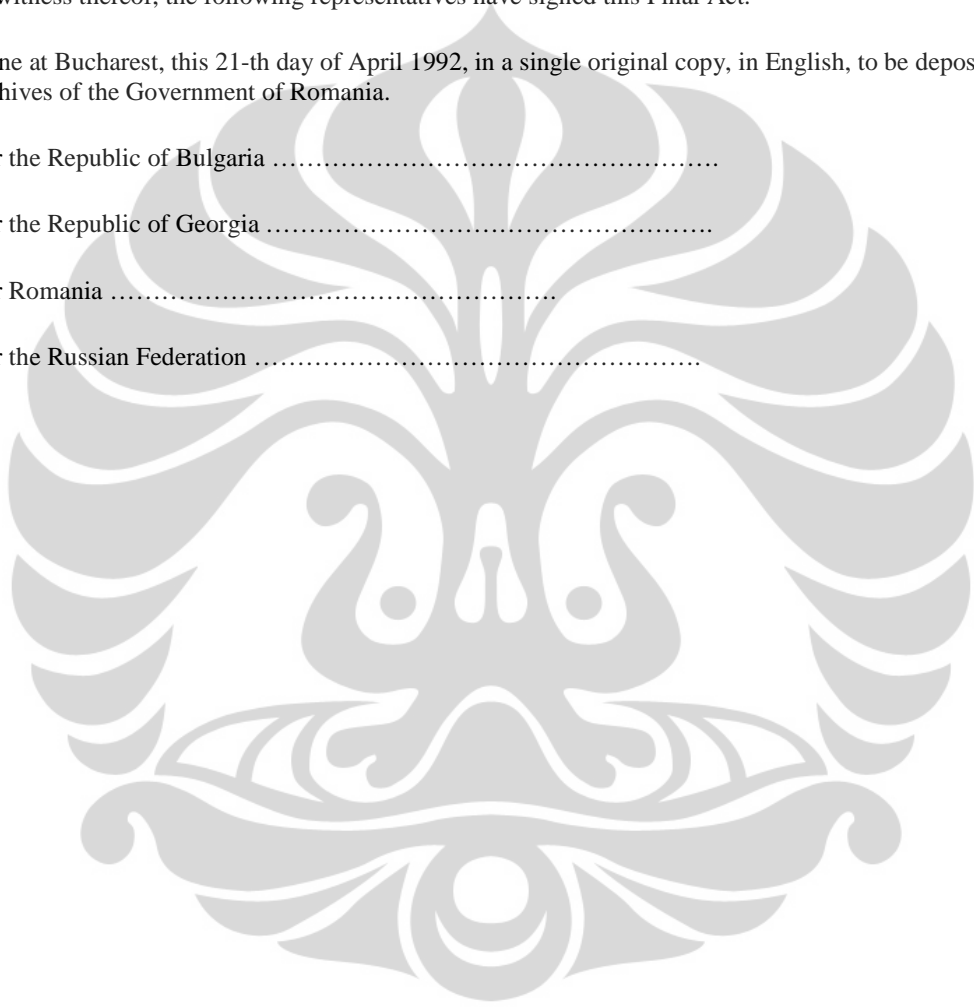 witness thereof, the following representatives have signed this Final Act.
ne at Bucharest, this 21-th day of April 1992, in a single original copy, in English, to be depos
hives of the Government of Romania.
r the Republic of Bulgaria …………………………………………….
r the Republic of Georgia …………………………………………….
r Romania …………………………………………….
r the Russian Federation …………………………………………….